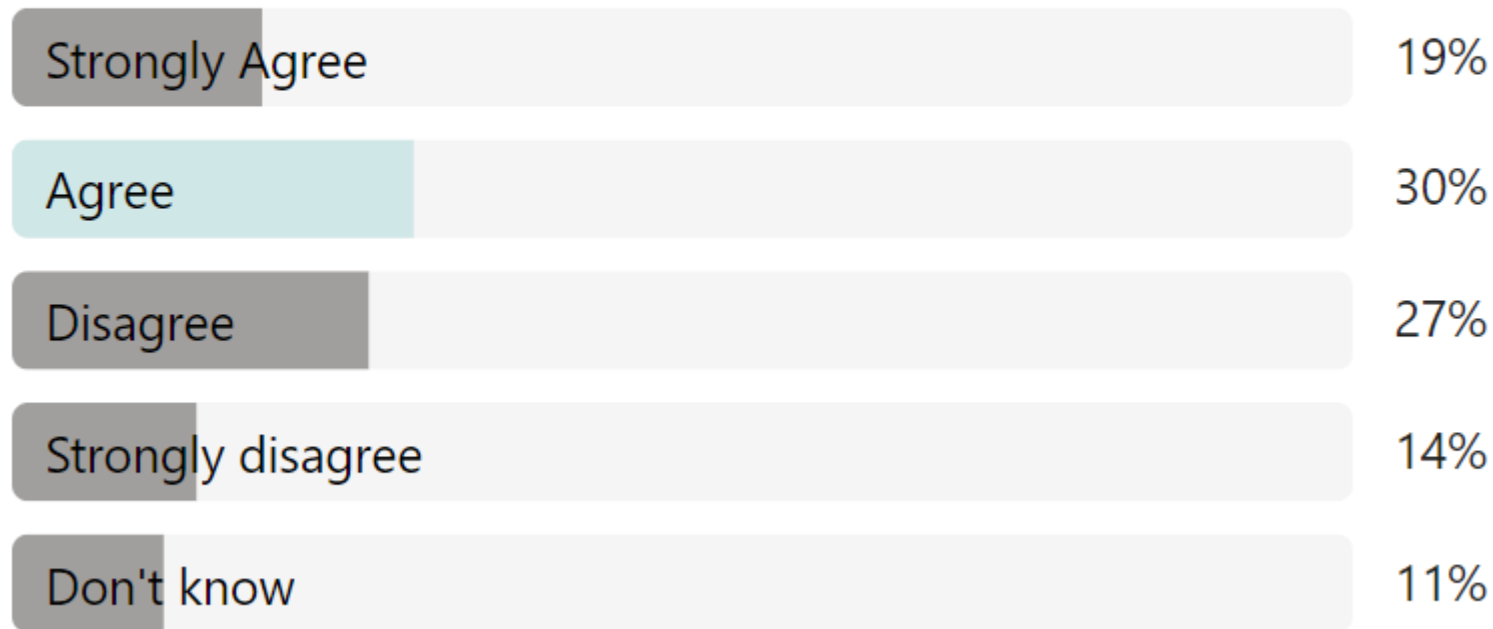 Strongly Agree 19%
Agree 30%
Disagree 27%
Strongly disagree 14%
Don't know 11%